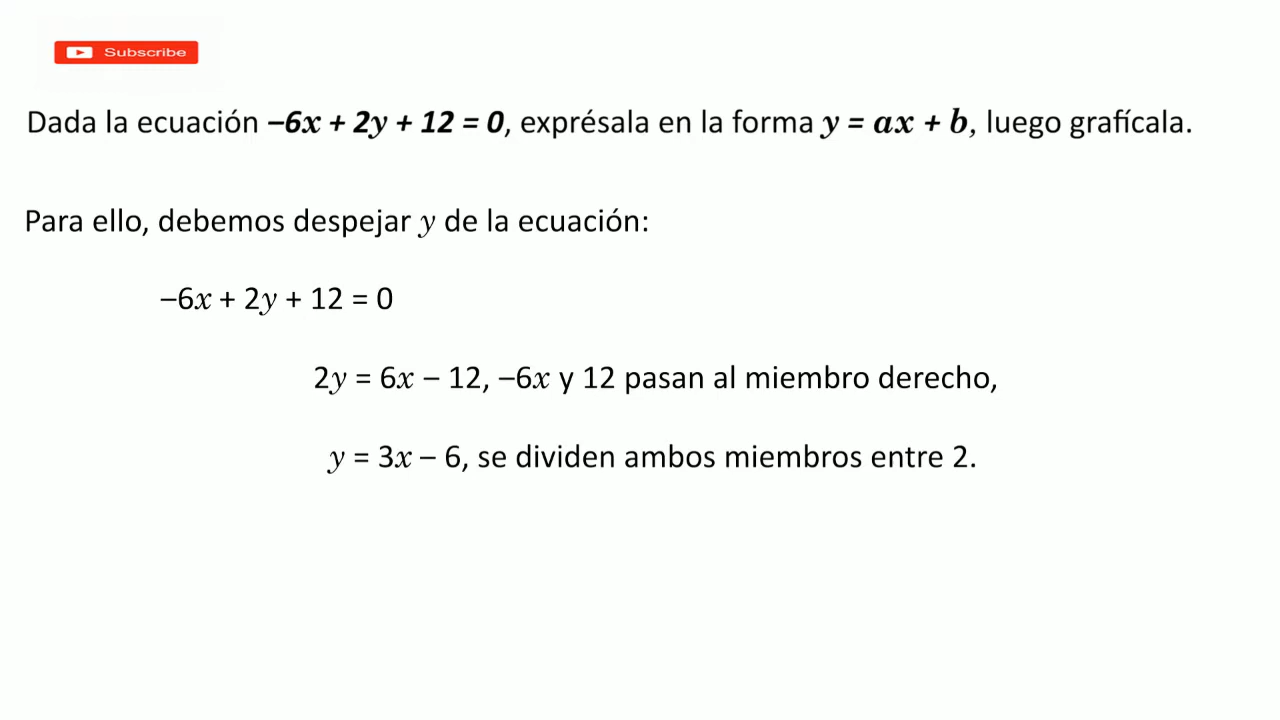 Subscribe
Dada la ecuación –6x + 2y + 12 = 0, exprésala en la forma y = ax + b, luego grafícala.
Para ello, debemos despejar y de la ecuación:
–6x + 2y + 12 = 0
2y = 6x – 12, –6x y 12 pasan al miembro derecho,
y = 3x – 6, se dividen ambos miembros entre 2.